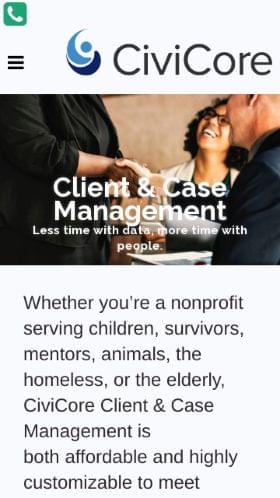 CiviCore
Client & Case
Management
Less time with data, more time with
people.
Whether you’re a nonprofit
serving children, survivors,
mentors, animals, the
homeless, or the elderly,
CiviCore Client & Case
Management is
both affordable and highly
customizable to meet